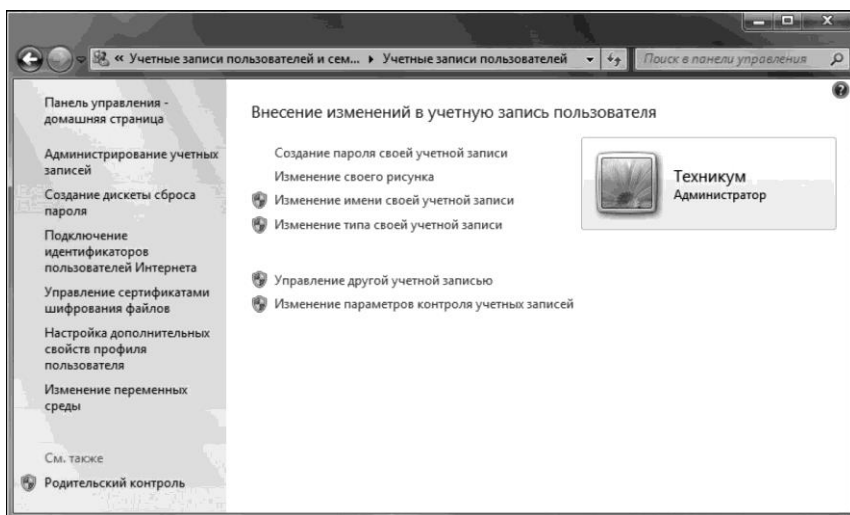 « Учетные записи пользователей и сем... ▸ Учетные записи пользователей
Поиск в панели управления
Панель управления -
домашняя страница
Администрирование учетных
записей
Создание дискеты сброса
пароля
Подключение
идентификаторов
пользователей Интернета
Управление сертификатами
шифрования файлов
Настройка дополнительных
свойств профиля
пользователя
Изменение переменных
среды
См. также
Родительский контроль
Внесение изменений в учетную запись пользователя
Создание пароля своей учетной записи
Изменение своего рисунка
Изменение имени своей учетной записи
Изменение типа своей учетной записи
Управление другой учетной записью
Изменение параметров контроля учетных записей
Техникум
Администратор